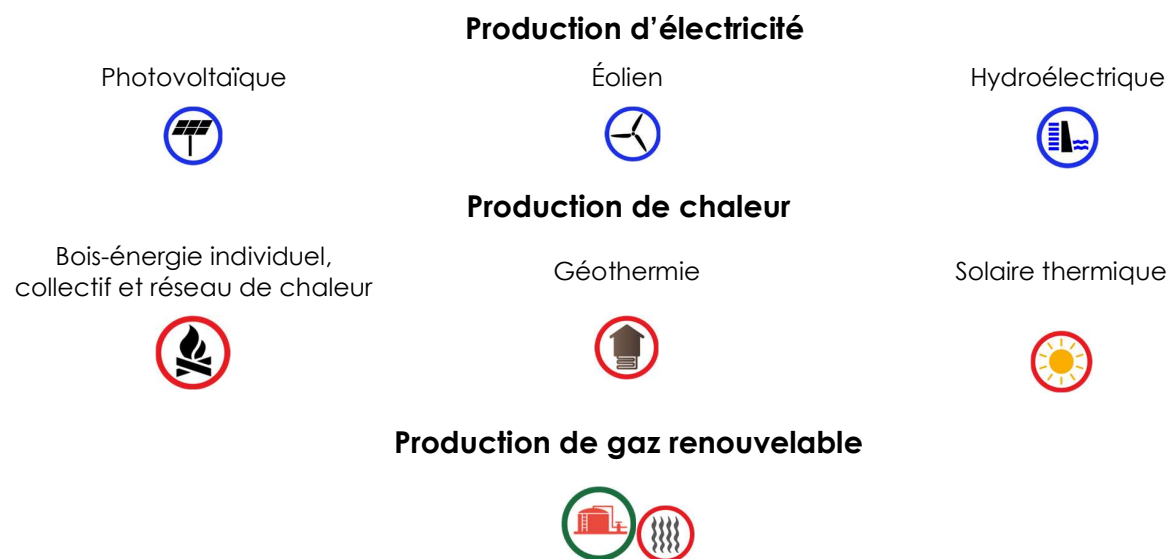 Production d’électricité
Photovoltaïque
Éolien
Hydroélectrique
Production de chaleur
Bois-énergie individuel,
collectif et réseau de chaleur
Géothermie
Solaire thermique
Production de gaz renouvelable